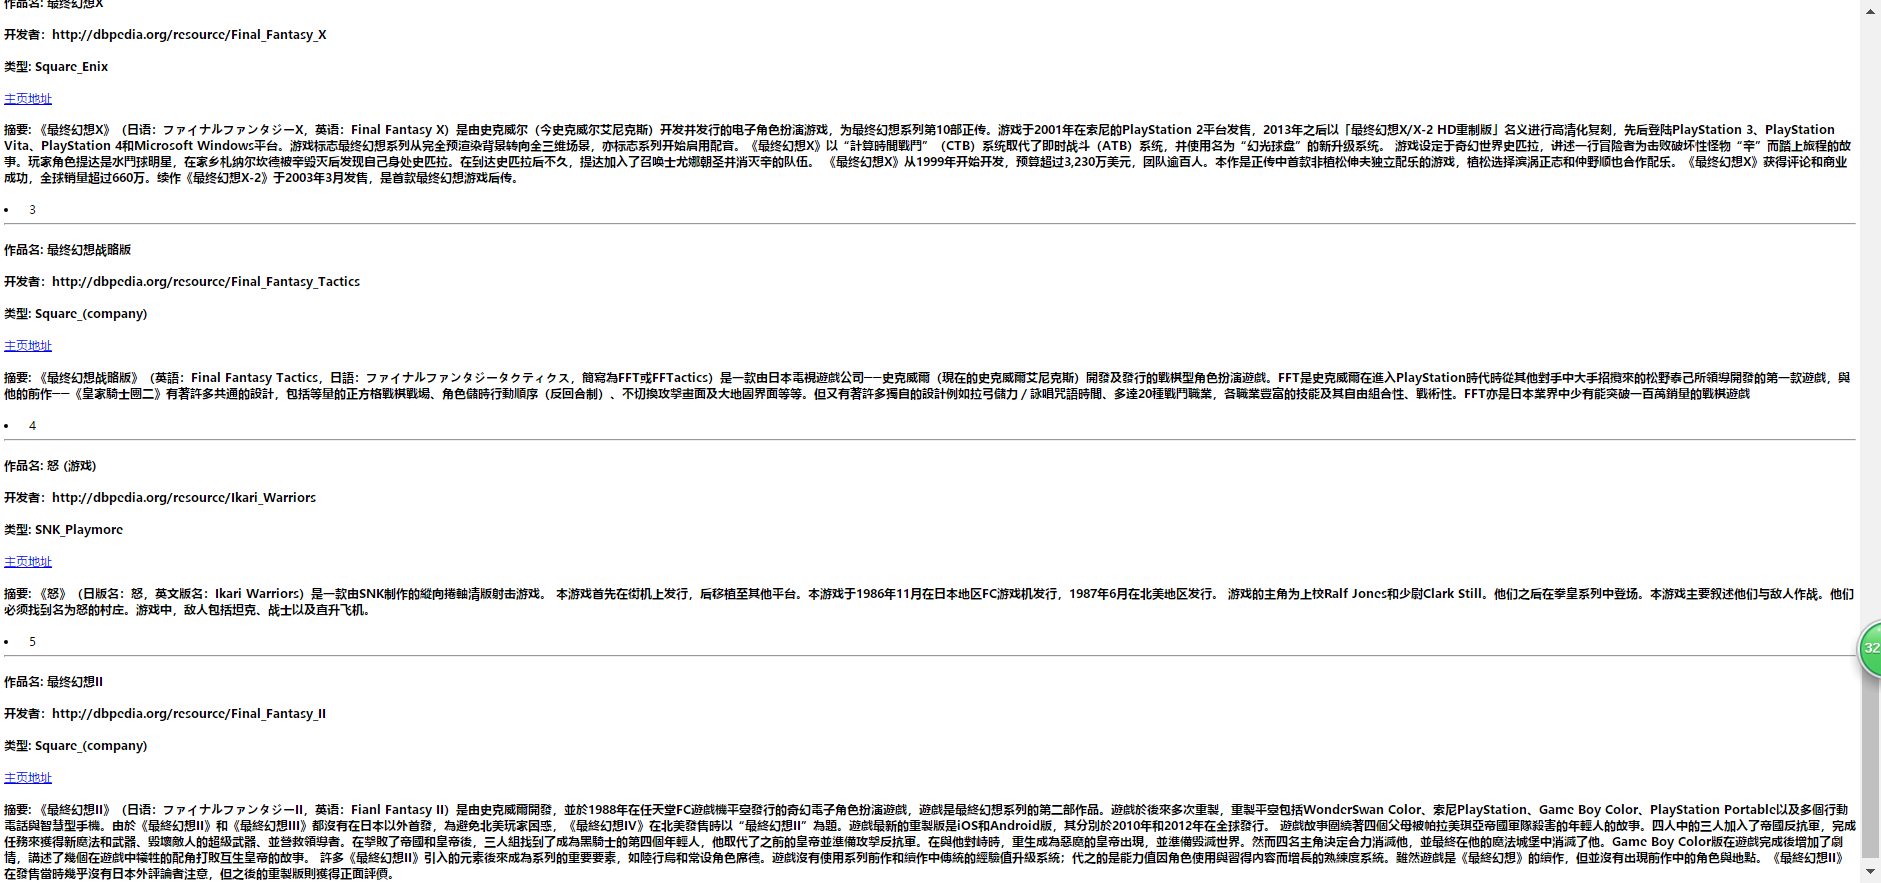 作品名: 最终幻想X
开发者：http://dbpedia.org/resource/Final_Fantasy_X
类型: Square_Enix
主页地址
摘要: 《最终幻想X》（日语：ファイナルファンタジーX，英语：Final Fantasy X）是由史克威尔（今史克威尔艾尼克斯）开发并发行的电子角色扮演游戏，为最终幻想系列第10部正传。游戏于2001年在索尼的PlayStation 2平台发售，2013年之后以「最终幻想X/X-2 HD重制版」名义进行高清化复刻，先后登陆PlayStation 3、PlayStation
Vita、PlayStation 4和Microsoft Windows平台。游戏标志最终幻想系列从完全预渲染背景转向全三维场景，亦标志系列开始启用配音。《最终幻想X》以“計算時間戰鬥”（CTB）系统取代了即时战斗（ATB）系统，并使用名为“幻光球盘”的新升级系统。 游戏设定于奇幻世界史匹拉，讲述一行冒险者为击败破坏性怪物“辛”而踏上旅程的故
事。玩家角色提达是水鬥球明星，在家乡札納尔坎德被辛毁灭后发现自己身处史匹拉。在到达史匹拉后不久，提达加入了召唤士尤娜朝圣并消灭辛的队伍。 《最终幻想X》从1999年开始开发，预算超过3,230万美元，团队逾百人。本作是正传中首款非植松伸夫独立配乐的游戏，植松选择滨涡正志和仲野順也合作配乐。《最终幻想X》获得评论和商业
成功，全球销量超过660万。续作《最终幻想X-2》于2003年3月发售，是首款最终幻想游戏后传。
• 3
作品名: 最终幻想战略版
开发者：http://dbpedia.org/resource/Final_Fantasy_Tactics
类型: Square_(company)
主页地址
摘要: 《最终幻想战略版》（英語：Final Fantasy Tactics，日語：ファイナルファンタジータクティクス，簡寫為FFT或FFTactics）是一款由日本電視遊戲公司──史克威爾（現在的史克威爾艾尼克斯）開發及發行的戰棋型角色扮演遊戲。FFT是史克威爾在進入PlayStation時代時從其他對手中大手招攬來的松野泰己所領導開發的第一款遊戲，與
他的前作──《皇家騎士團二》有著許多共通的設計，包括等量的正方格戰棋戰場、角色儲時行動順序（反回合制）、不切換攻擊畫面及大地圖界面等等。但又有著許多獨自的設計例如拉弓儲力／詠唱咒語時間、多達20種戰鬥職業，各職業豐富的技能及其自由組合性、戰術性。FFT亦是日本業界中少有能突破一百萬銷量的戰棋遊戲
• 4
作品名: 怒 (游戏)
开发者：http://dbpedia.org/resource/Ikari_Warriors
类型: SNK_Playmore
主页地址
摘要: 《怒》（日版名：怒，英文版名：Ikari Warriors）是一款由SNK制作的縱向捲軸清版射击游戏。 本游戏首先在街机上发行，后移植至其他平台。本游戏于1986年11月在日本地区FC游戏机发行，1987年6月在北美地区发行。 游戏的主角为上校Ralf Jones和少尉Clark Still。他们之后在拳皇系列中登场。本游戏主要叙述他们与敌人作战。他们
必须找到名为怒的村庄。游戏中，敌人包括坦克、战士以及直升飞机。
• 5
作品名: 最终幻想II
开发者：http://dbpedia.org/resource/Final_Fantasy_II
类型: Square_(company)
主页地址
摘要: 《最終幻想II》（日语：ファイナルファンタジーII，英语：Fianl Fantasy II）是由史克威爾開發，並於1988年在任天堂FC遊戲機平臺發行的奇幻電子角色扮演遊戲，遊戲是最終幻想系列的第二部作品。遊戲於後來多次重製，重製平臺包括WonderSwan Color、索尼PlayStation、Game Boy Color、PlayStation Portable以及多個行動
電話與智慧型手機。由於《最終幻想II》和《最終幻想III》都沒有在日本以外首發，為避免北美玩家困惑，《最終幻想IV》在北美發售時以“最終幻想II”為題。遊戲最新的重製版是iOS和Android版，其分別於2010年和2012年在全球發行。 遊戲故事圍繞著四個父母被帕拉美琪亞帝國軍隊殺害的年輕人的故事。四人中的三人加入了帝國反抗軍，完成
任務來獲得新魔法和武器、毀壞敵人的超級武器、並營救領導者。在擊敗了帝國和皇帝後，三人組找到了成為黑騎士的第四個年輕人，他取代了之前的皇帝並準備攻擊反抗軍。在與他對峙時，重生成為惡魔的皇帝出現，並準備毀滅世界。然而四名主角決定合力消滅他，並最終在他的魔法城堡中消滅了他。Game Boy Color版在遊戲完成後增加了劇
情，講述了幾個在遊戲中犧牲的配角打敗互生皇帝的故事。 許多《最終幻想II》引入的元素後來成為系列的重要要素，如陸行鳥和常设角色席德。遊戲沒有使用系列前作和續作中傳統的經驗值升級系統；代之的是能力值因角色使用與習得內容而增長的熟練度系統。雖然遊戲是《最終幻想》的續作，但並沒有出現前作中的角色與地點。《最終幻想II》
在發售當時幾乎沒有日本外評論者注意，但之後的重製版則獲得正面評價。
32